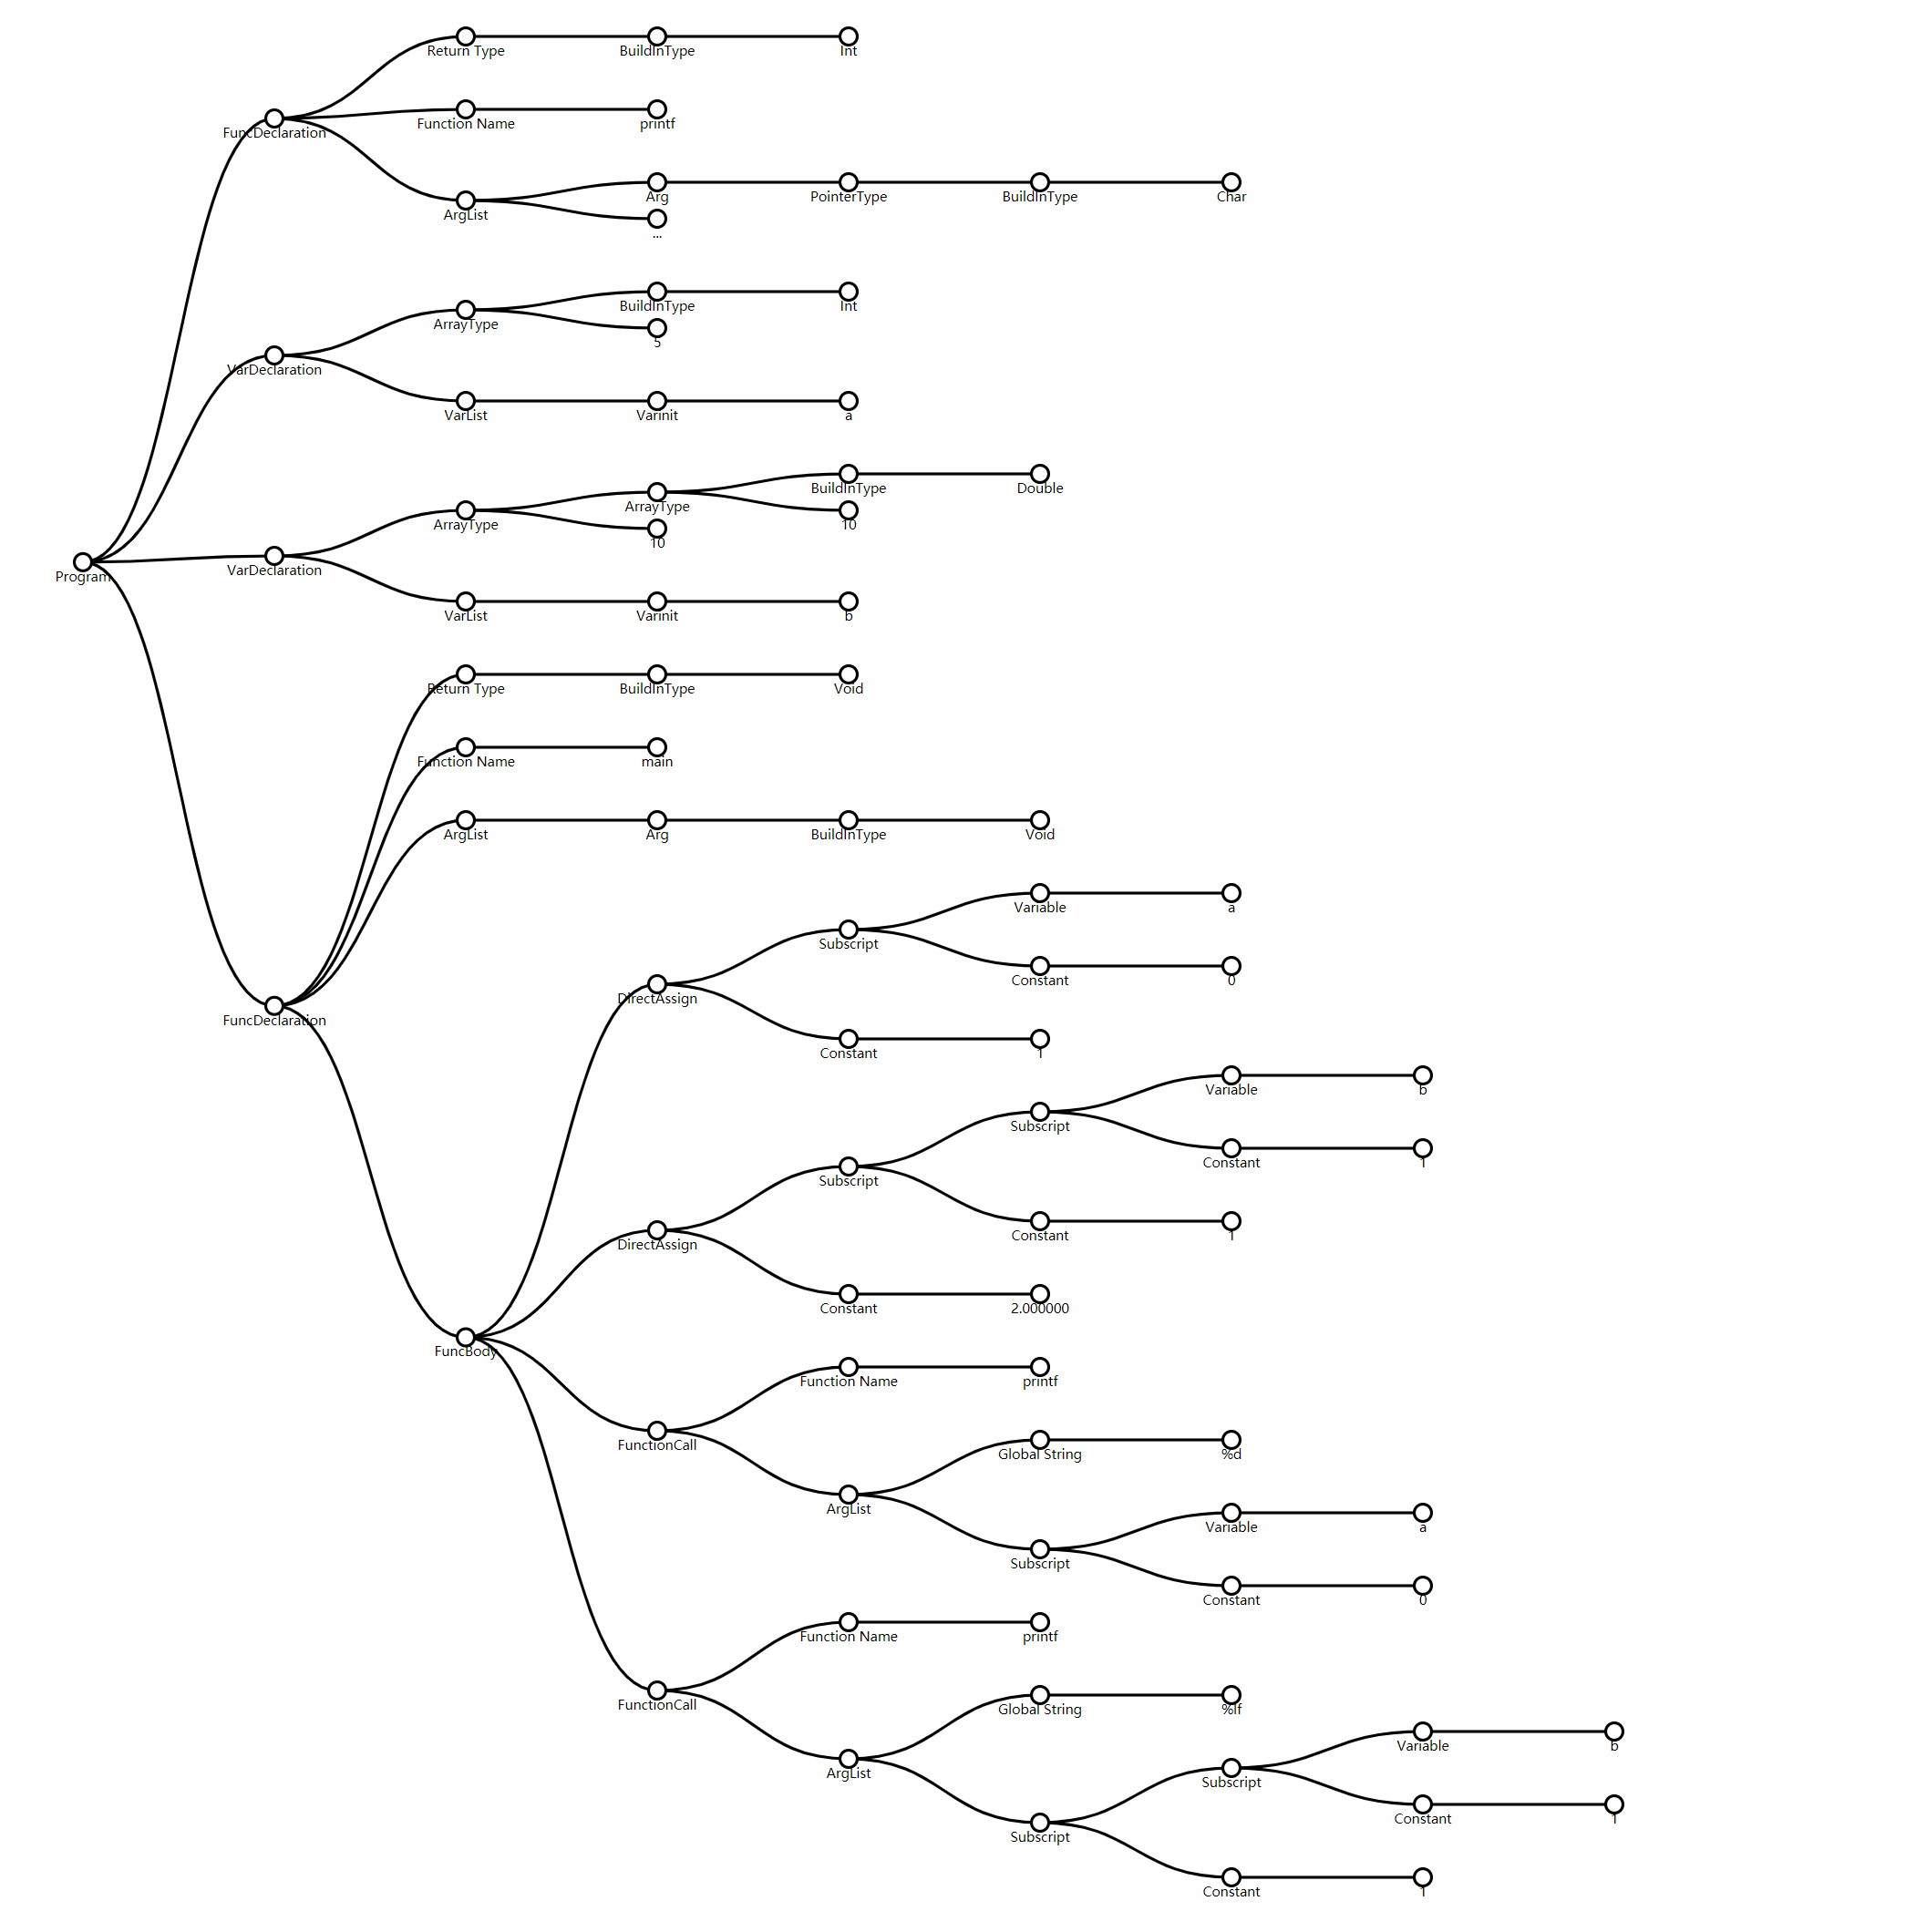 Return Type BuildInType Int
Function Name printf
FuncDeclaration
Arg PointerType BuildInType Char
ArgList
...
BuildInType Int
ArrayType
5
VarDeclaration
VarList Varinit a
BuildInType Double
ArrayType
ArrayType 10
10
Program VarDeclaration
VarList Varinit b
Return Type BuildInType Void
Function Name main
ArgList Arg BuildInType Void
Variable a
Subscript
Constant 0
DirectAssign
FuncDeclaration
Constant 1
Variable b
Subscript
Constant 1
Subscript
Constant 1
DirectAssign
Constant 2.000000
FuncBody
Function Name printf
FunctionCall
Global String %d
ArgList
Variable a
Subscript
Constant 0
Function Name printf
FunctionCall
Global String %lf
Variable b
ArgList
Subscript
Constant 1
Subscript
Constant 1